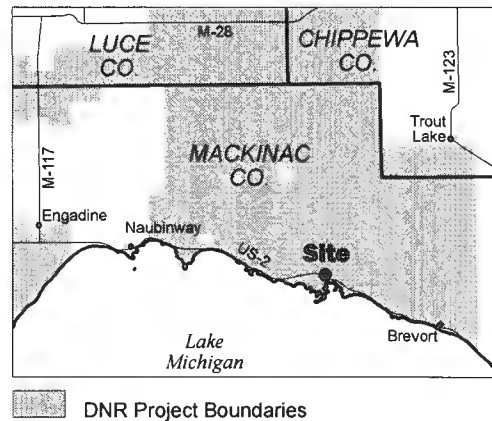 M-28
LUCE
CO.
CHIPPEWA
CO.
M-123
Trout
Lake
M-117
MACKINAC
CO.
Engadine
Naubinway
US-2
Site
Brevort
Lake
Michigan
DNR Project Boundaries